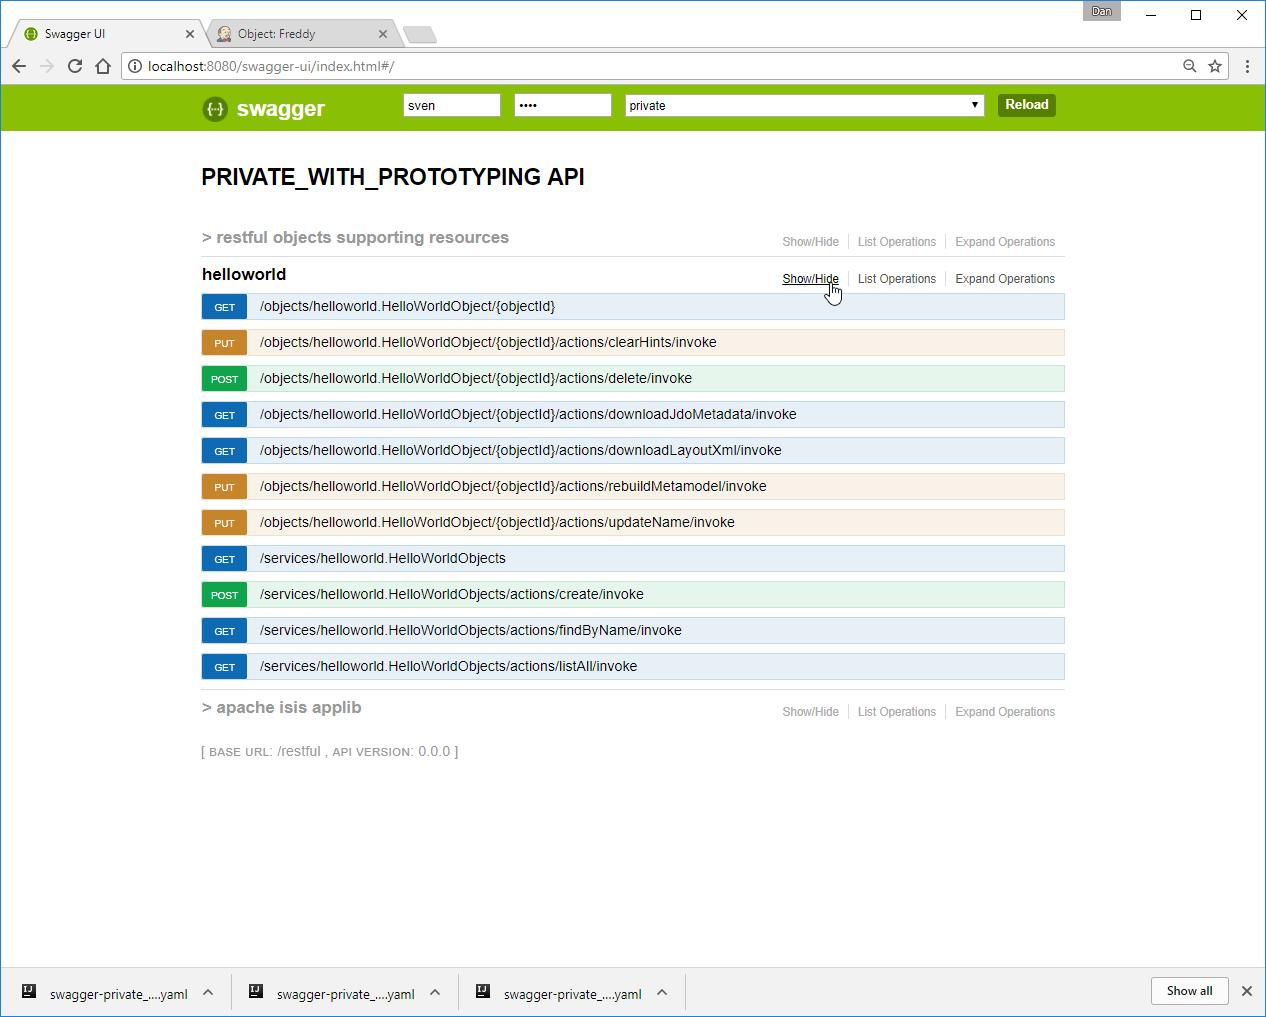 Dan
Swagger UI
Object: Freddy
localhost:8080/swagger-ui/index.html#/
swagger
sven
••••
private
Reload
PRIVATE_WITH_PROTOTYPING API
> restful objects supporting resources
Show/Hide List Operations Expand Operations
helloworld
Show/Hide List Operations Expand Operations
GET /objects/helloworld.HelloWorldObject/{objectId}
PUT /objects/helloworld.HelloWorldObject/{objectId}/actions/clearHints/invoke
POST /objects/helloworld.HelloWorldObject/{objectId}/actions/delete/invoke
GET /objects/helloworld.HelloWorldObject/{objectId}/actions/downloadJdoMetadata/invoke
GET /objects/helloworld.HelloWorldObject/{objectId}/actions/downloadLayoutXml/invoke
PUT /objects/helloworld.HelloWorldObject/{objectId}/actions/rebuildMetamodel/invoke
PUT /objects/helloworld.HelloWorldObject/{objectId}/actions/updateName/invoke
GET /services/helloworld.HelloWorldObjects
POST /services/helloworld.HelloWorldObjects/actions/create/invoke
GET /services/helloworld.HelloWorldObjects/actions/findByName/invoke
GET /services/helloworld.HelloWorldObjects/actions/listAll/invoke
> apache isis applib
Show/Hide List Operations Expand Operations
[ BASE URL: /restful , API VERSION: 0.0.0 ]
swagger-private_....yaml
swagger-private_....yaml
swagger-private_....yaml
Show all